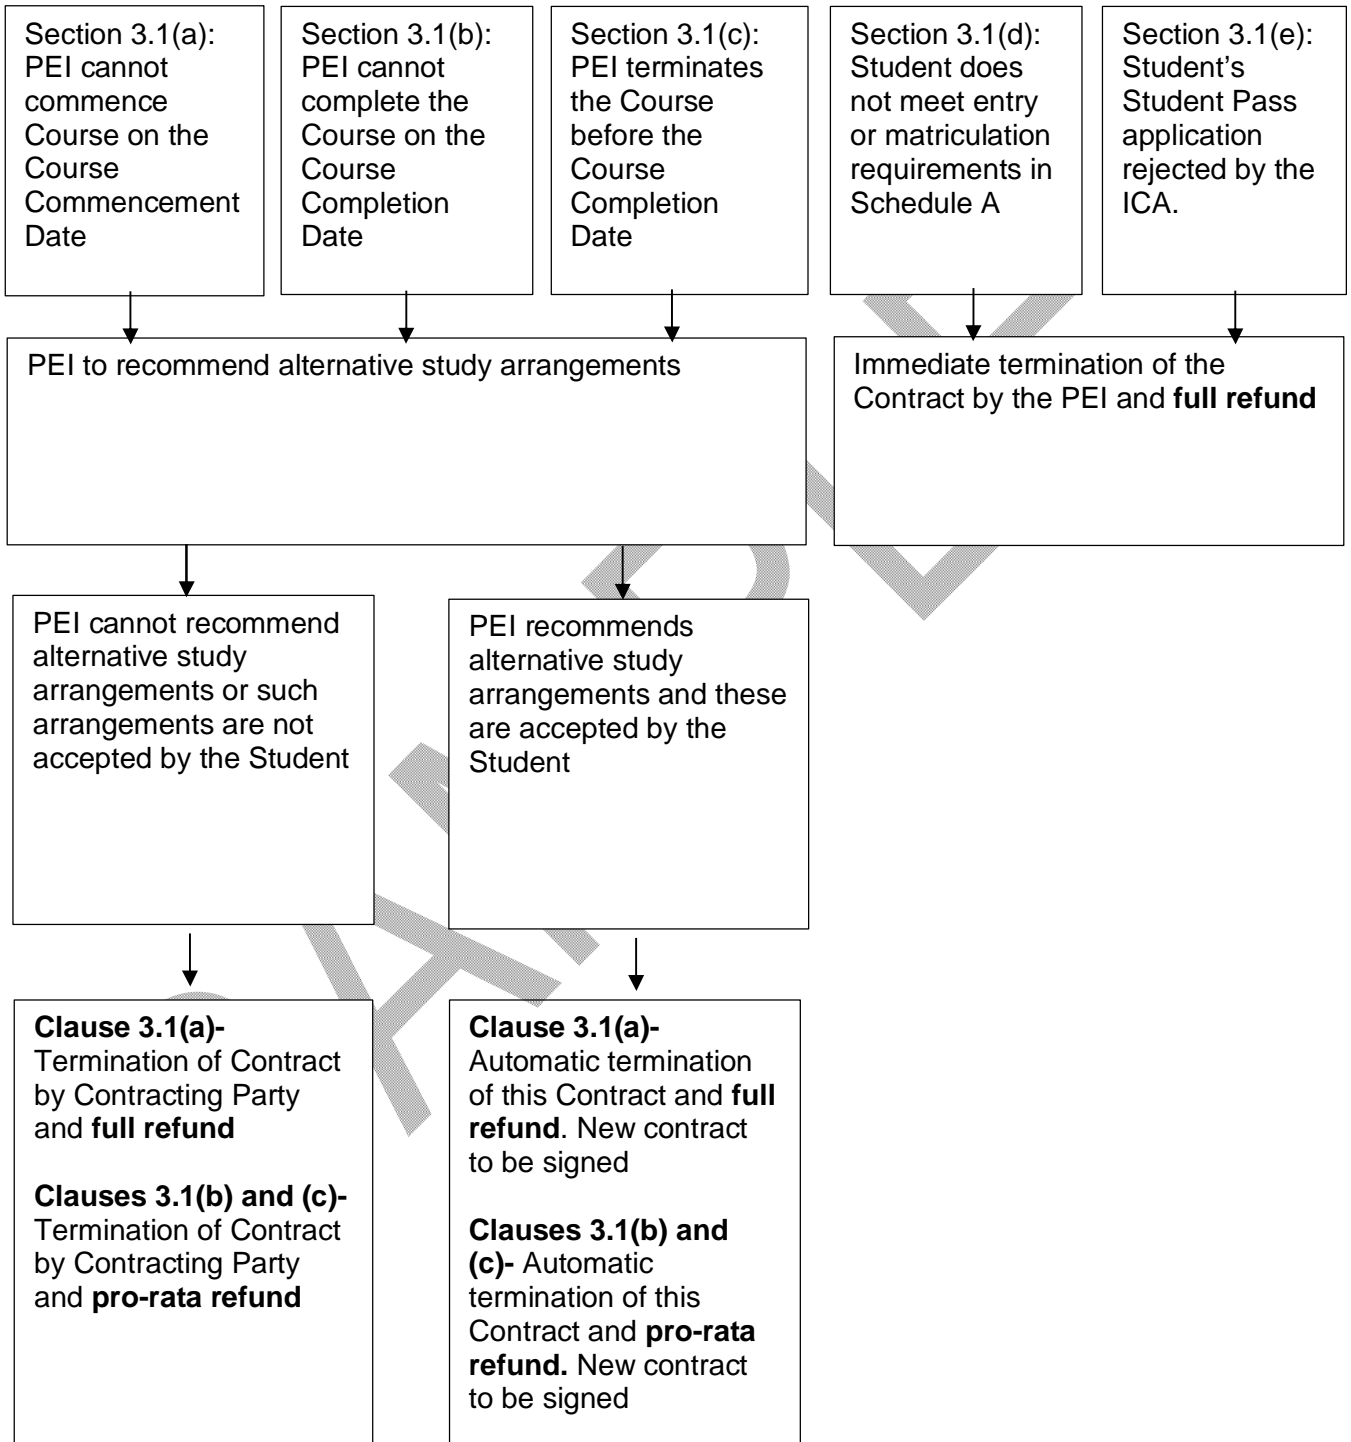 Section 3.1(a):
PEI cannot
commence
Course on the
Course
Commencement
Date
Section 3.1(b):
PEI cannot
complete the
Course on the
Course
Completion
Date
Section 3.1(c):
PEI terminates
the Course
before the
Course
Completion
Date
Section 3.1(d):
Student does
not meet entry
or matriculation
requirements in
Schedule A
Section 3.1(e):
Student’s
Student Pass
application
rejected by the
ICA.
PEI to recommend alternative study arrangements
Immediate termination of the
Contract by the PEI and full refund
PEI cannot recommend
alternative study
arrangements or such
arrangements are not
accepted by the Student
PEI recommends
alternative study
arrangements and these
are accepted by the
Student
Clause 3.1(a)-
Termination of Contract
by Contracting Party
and full refund
Clauses 3.1(b) and (c)-
Termination of Contract
by Contracting Party
and pro-rata refund
Clause 3.1(a)-
Automatic termination
of this Contract and full
refund. New contract
to be signed
Clauses 3.1(b) and
(c)- Automatic
termination of this
Contract and pro-rata
refund. New contract
to be signed